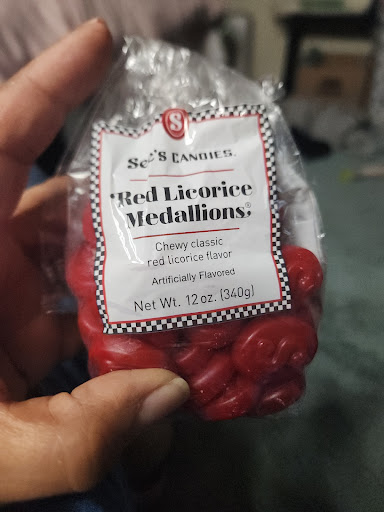 S
See's CANDIES®
Red Licorice
Medallions®
Chewy classic
red licorice flavor
Artificially Flavored
Net Wt. 12 oz. (340g)